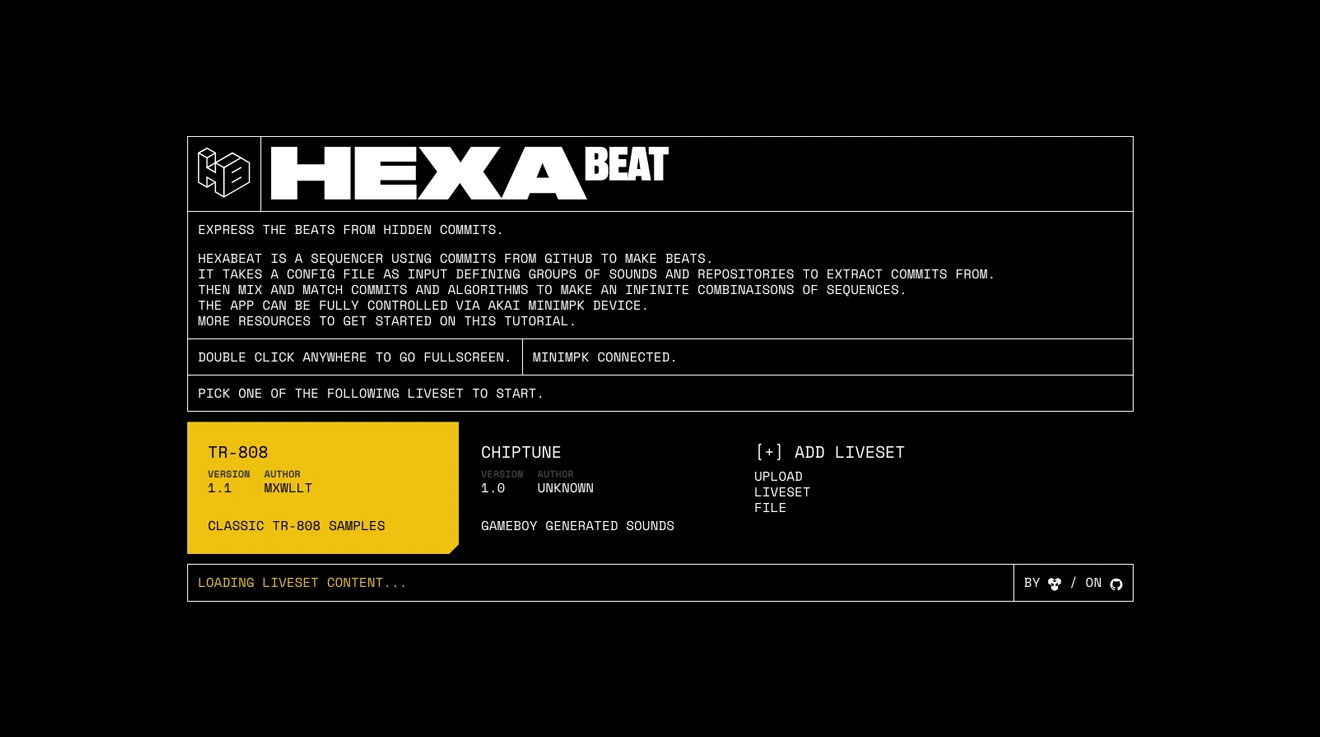 HB
HEXA BEAT
EXPRESS THE BEATS FROM HIDDEN COMMITS.
HEXABEAT IS A SEQUENCER USING COMMITS FROM GITHUB TO MAKE BEATS.
IT TAKES A CONFIG FILE AS INPUT DEFINING GROUPS OF SOUNDS AND REPOSITORIES TO EXTRACT COMMITS FROM.
THEN MIX AND MATCH COMMITS AND ALGORITHMS TO MAKE AN INFINITE COMBINAISONS OF SEQUENCES.
THE APP CAN BE FULLY CONTROLLED VIA AKAI MINIMPK DEVICE.
MORE RESOURCES TO GET STARTED ON THIS TUTORIAL.
DOUBLE CLICK ANYWHERE TO GO FULLSCREEN.
MINIMPK CONNECTED.
PICK ONE OF THE FOLLOWING LIVESET TO START.
TR-808
VERSION AUTHOR
1.1 MXWLLT
CLASSIC TR-808 SAMPLES
CHIPTUNE
VERSION AUTHOR
1.0 UNKNOWN
GAMEBOY GENERATED SOUNDS
[+] ADD LIVESET
UPLOAD
LIVESET
FILE
LOADING LIVESET CONTENT...
BY / ON